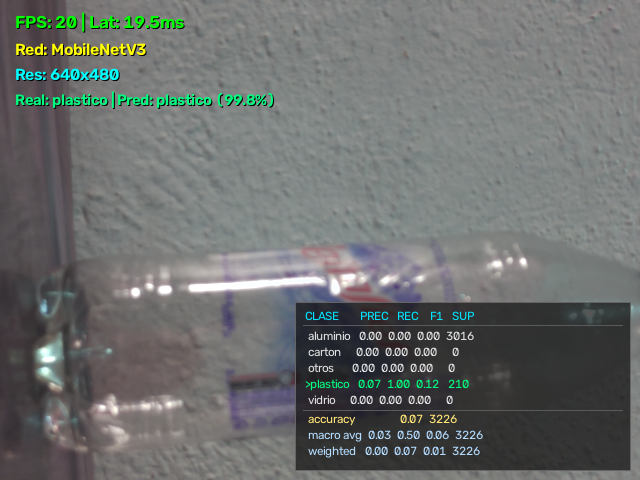 FPS: 20 | Lat: 19.5ms
Red: MobileNetV3
Res: 640x480
Real: plastico | Pred: plastico (99.8%)
CLASE PREC REC F1 SUP
aluminio 0.00 0.00 0.00 3016
carton 0.00 0.00 0.00 0
otros 0.00 0.00 0.00 0
>plastico 0.07 1.00 0.12 210
vidrio 0.00 0.00 0.00 0
accuracy 0.07 3226
macro avg 0.03 0.50 0.06 3226
weighted 0.00 0.07 0.01 3226